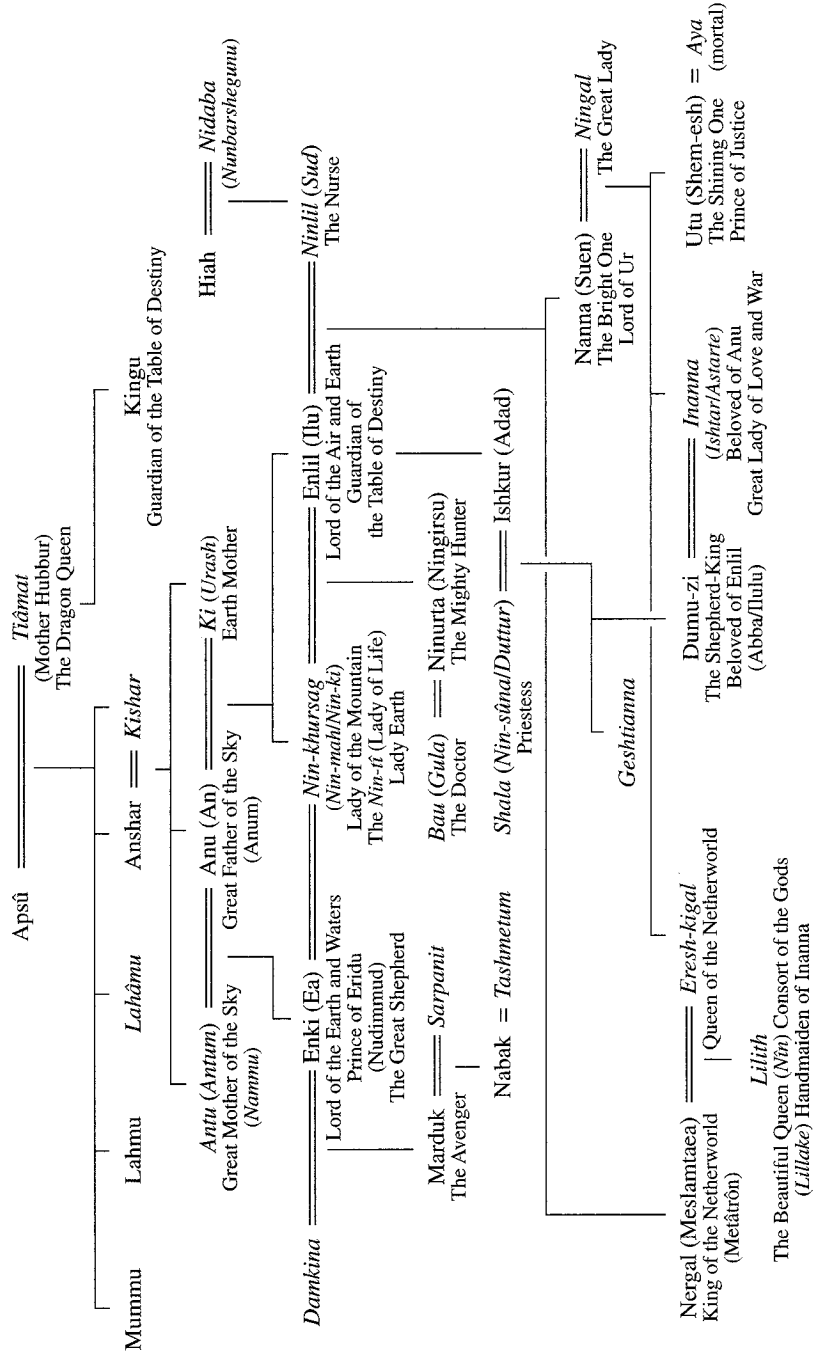 Apsû = Tiâmat
(Mother Hubbur)
The Dragon Queen
Mummu
Lahmu
Lahâmu
Anshar = Kishar
Kingu
Guardian of the Table of Destiny
Antu (Antum)
Great Mother of the Sky
(Nammu)
Anu (An)
Great Father of the Sky
(Anum)
Ki (Urash)
Earth Mother
Hiah = Nidaba
(Nunbarshegunu)
Damkina
Enki (Ea)
Lord of the Earth and Waters
Prince of Eridu
(Nudimmud)
The Great Shepherd
Nin-khursag
(Nin-mah/Nin-ki)
Lady of the Mountain
The Nin-tî (Lady of Life)
Lady Earth
Enlil (Ilu)
Lord of the Air and Earth
Guardian of
the Table of Destiny
Ninlil (Sud)
The Nurse
Marduk = Sarpanit
The Avenger
Bau (Gula) = Ninurta (Ningirsu)
The Doctor
The Mighty Hunter
Nabak = Tashmetum
Shala (Nin-sûna/Duttur) = Ishkur (Adad)
Priestess
Nanna (Suen) = Ningal
The Bright One
Lord of Ur
The Great Lady
Geshtianna
Nergal (Meslamtaea) = Eresh-kigal
King of the Netherworld
(Metâtrôn)
Queen of the Netherworld
Dumu-zi = Inanna
The Shepherd-King
Beloved of Enlil
(Abba/Ilulu)
(Ishtar/Astarte)
Beloved of Anu
Great Lady of Love and War
Utu (Shem-esh) = Aya
The Shining One
Prince of Justice
(mortal)
Lilith
The Beautiful Queen (Nîn) Consort of the Gods
(Lillake) Handmaiden of Inanna